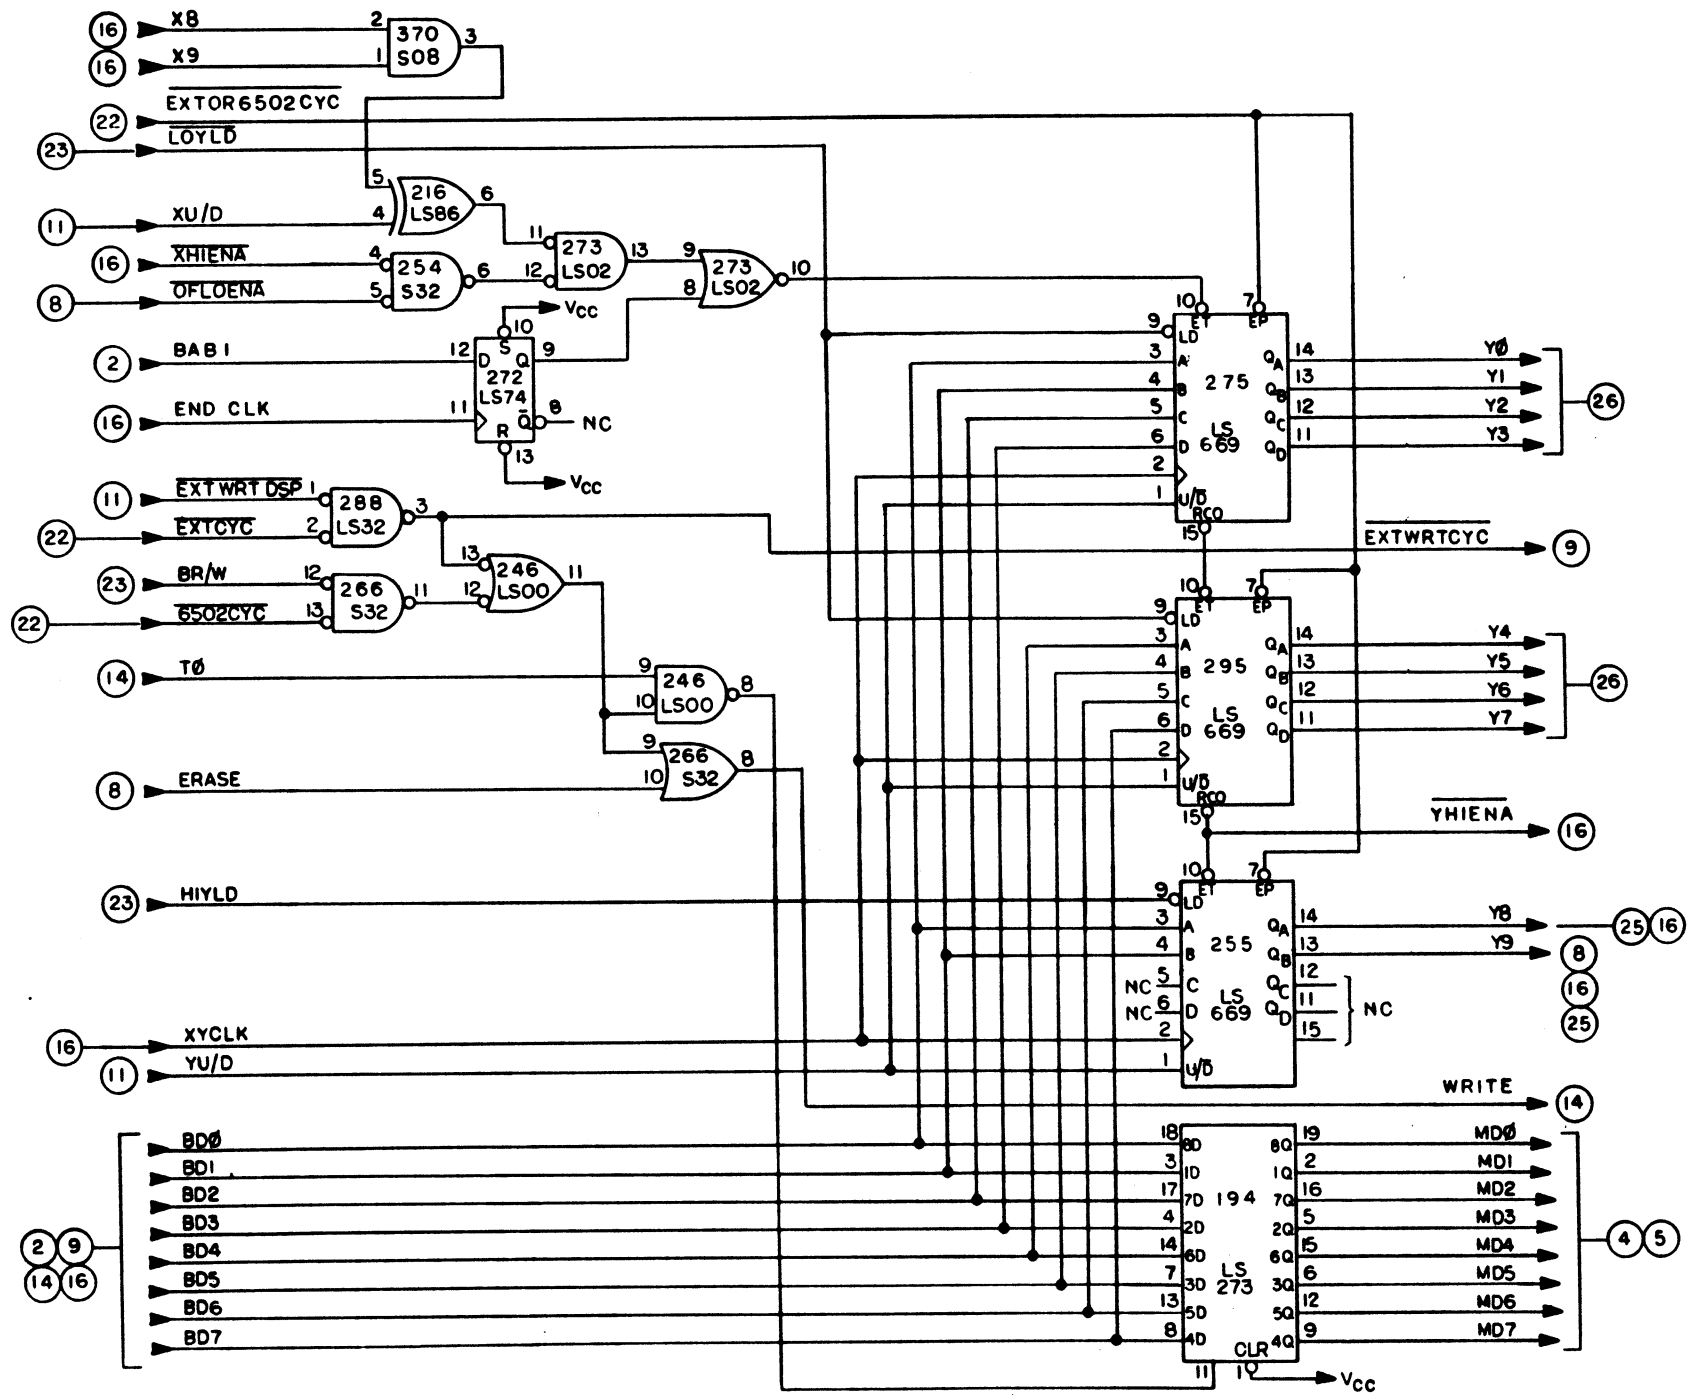 16 X8 2 370 S08 3
16 X9 1
22 EXTOR6502CYC
23 LOYLD
5 216 LS86 6
11 XU/D 4
16 XHIENA 4 254 S32 6
8 OFLOENA 5
11 273 LS02 13
12
9 273 LS02 10
8
VCC
10
2 BAB1 12 D S Q 9
272 LS74
16 END CLK 11 R Q 8 NC
13
VCC
11 EXTWRT DSP 1 288 LS32 3
22 EXTCYC 2
13 246 LS00 11
12
23 BR/W 12 266 S32 11
22 6502CYC 13
14 TØ 9 246 LS00 8
10
9 266 S32 8
8 ERASE 10
10 ET 7 EP
9 LD
3 A QA 14 YØ
4 B 275 QB 13 Y1 26
5 C LS QC 12 Y2
6 D 669 QD 11 Y3
2
1 U/D
RCO
15
EXTWRTCYC 9
10 ET 7 EP
9 LD
3 A QA 14 Y4
4 B 295 QB 13 Y5 26
5 C LS QC 12 Y6
6 D 669 QD 11 Y7
2
1 U/D
RCO
15
YHIENA 16
10 ET 7 EP
23 HIYLD 9 LD
3 A QA 14 Y8 25 16
4 B 255 QB 13 Y9 8 16 25
NC 5 C LS QC 12
NC 6 D 669 QD 11 NC
15
16 XYCLK 2
11 YU/D 1 U/D
WRITE 14
BDØ 18 8D 8Q 19 MDØ
BD1 3 1D 1Q 2 MD1
BD2 17 7D 194 7Q 16 MD2
BD3 4 2D 2Q 5 MD3
2 9 14 16 BD4 14 6D 6Q 15 MD4 4 5
BD5 7 3D LS 273 3Q 6 MD5
BD6 13 5D 5Q 12 MD6
BD7 8 4D 4Q 9 MD7
CLR
11 1 VCC